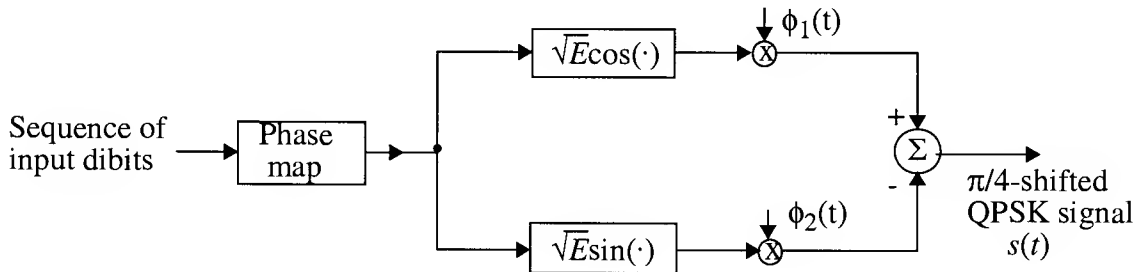 √Ecos(·)
ϕ₁(t)
X
Sequence of
input dibits
Phase
map
+
Σ
-
π/4-shifted
QPSK signal
s(t)
√Esin(·)
ϕ₂(t)
X